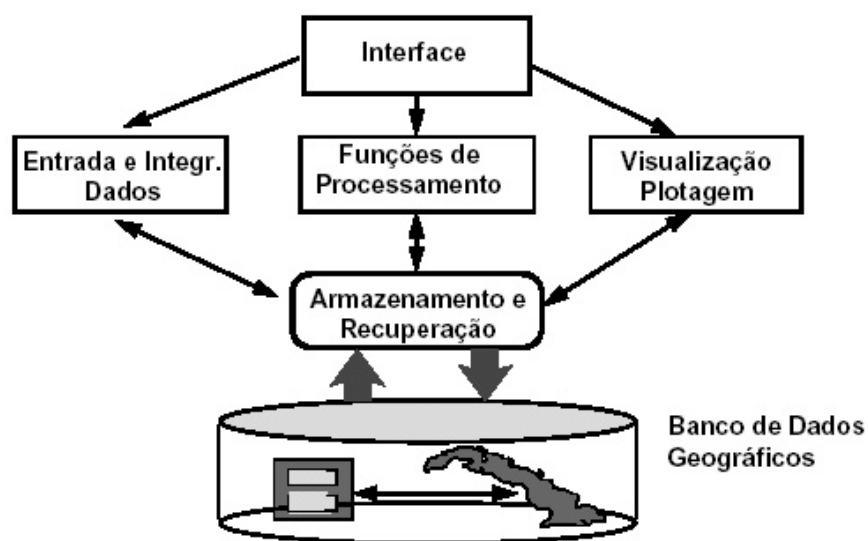 Interface
Entrada e Integr.
Dados
Funções de
Processamento
Visualização
Plotagem
Armazenamento e
Recuperação
Banco de Dados
Geográficos